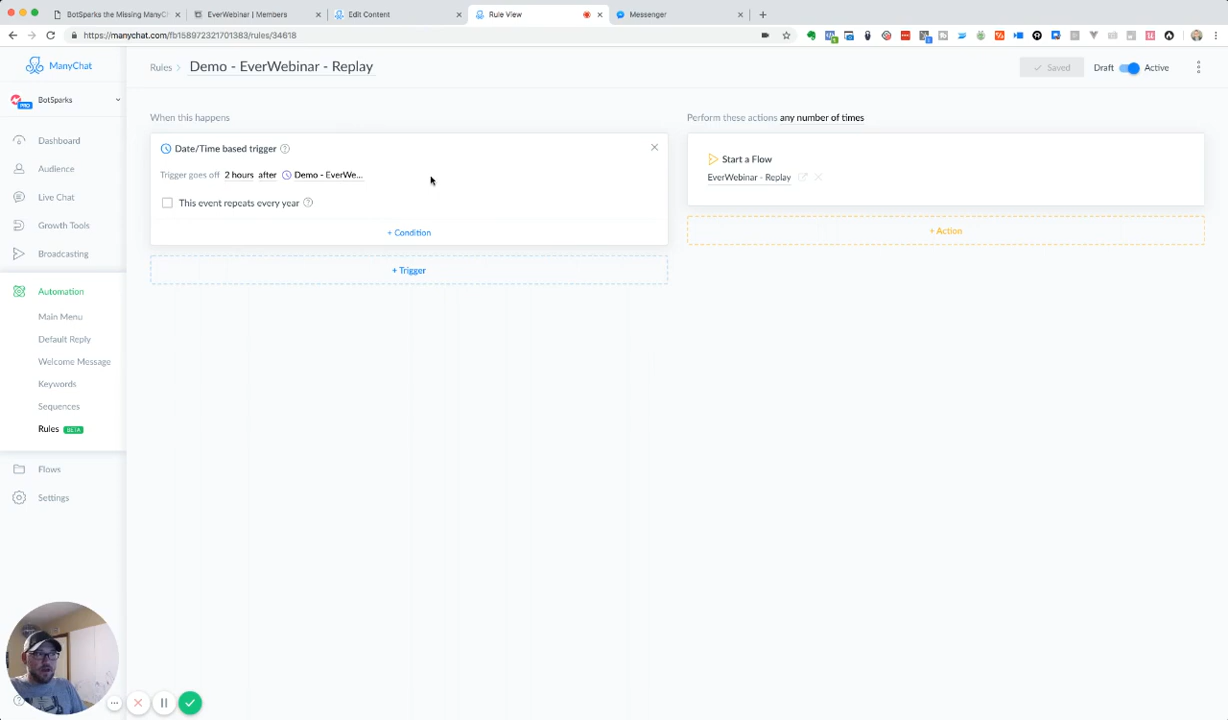 BotSparks the Missing ManyCh
EverWebinar | Members
Edit Content
Rule View
Messenger
https://manychat.com/fb158972321701383/rules/34618
ManyChat
Rules
Demo - EverWebinar - Replay
Saved
Draft
Active
BotSparks
PRO
When this happens
Perform these actions any number of times
Dashboard
Audience
Live Chat
Growth Tools
Broadcasting
Automation
Main Menu
Default Reply
Welcome Message
Keywords
Sequences
Rules BETA
Flows
Settings
Date/Time based trigger
Trigger goes off 2 hours after Demo - EverWe...
This event repeats every year
+ Condition
+ Trigger
Start a Flow
EverWebinar - Replay
+ Action